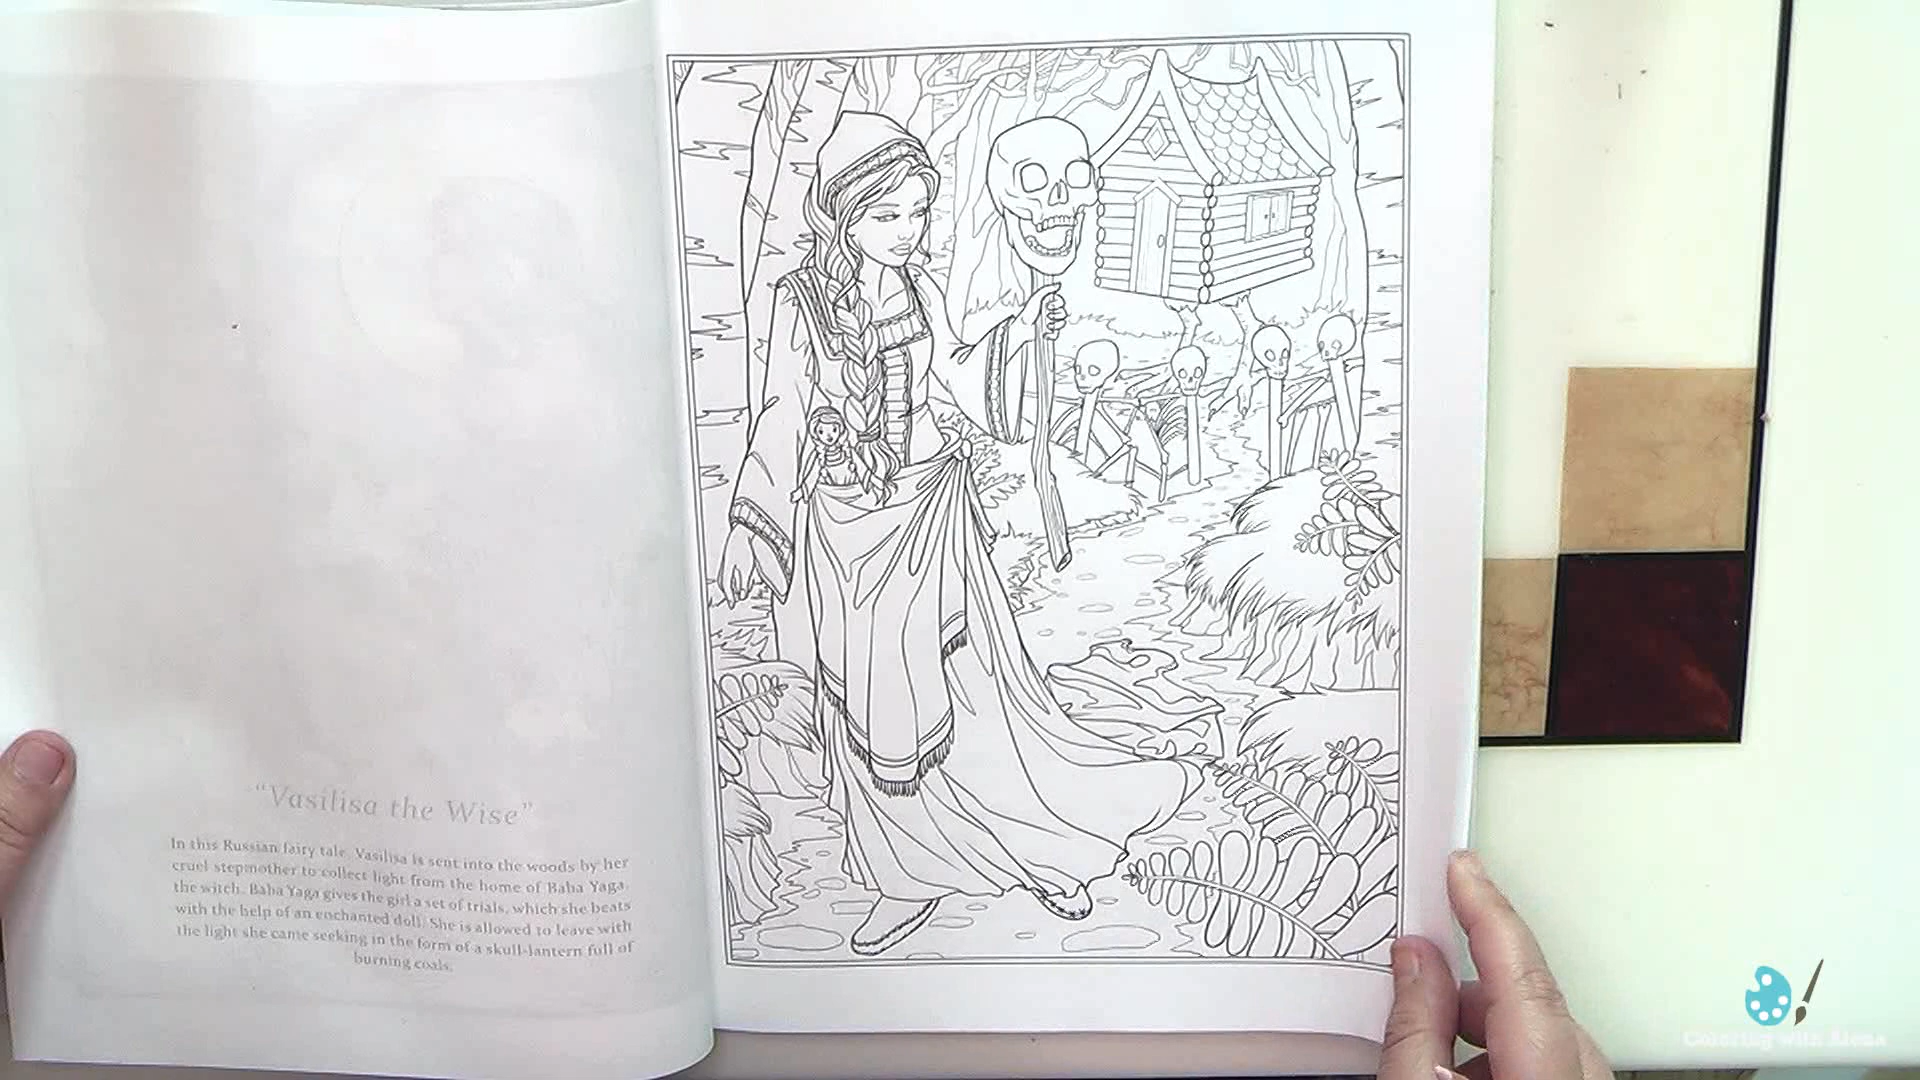 "Vasilisa the Wise"
In this Russian fairy tale, Vasilisa is sent into the woods by her
cruel stepmother to collect light from the home of Baba Yaga,
the witch. Baba Yaga gives the girl a set of trials, which she beats
with the help of an enchanted doll. She is allowed to leave with
the light she came seeking in the form of a skull-lantern full of
burning coals.
Coloring with Alena